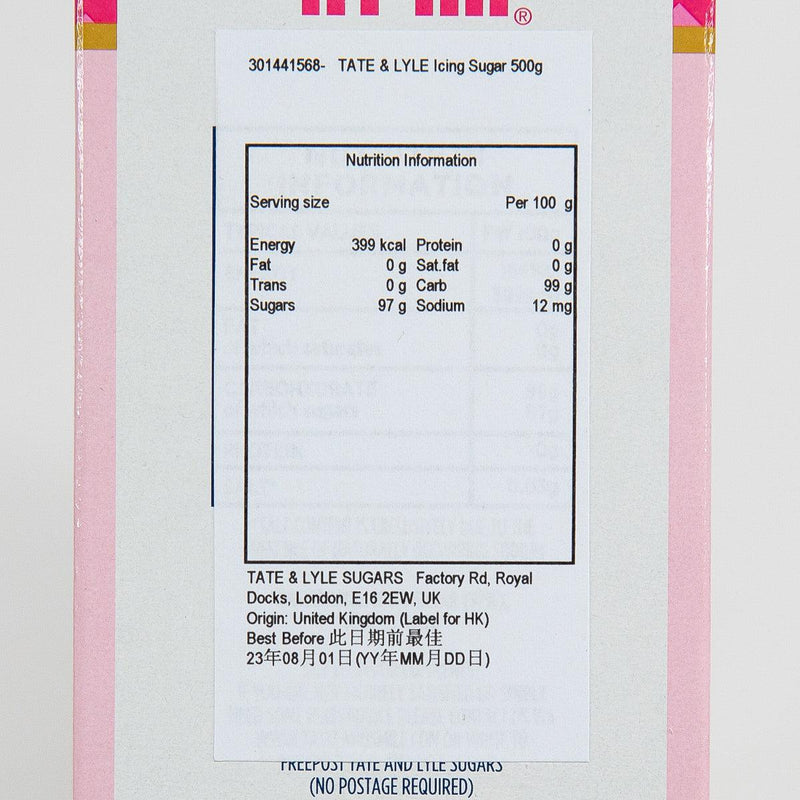 ®
301441568- TATE & LYLE Icing Sugar 500g
Nutrition Information
Serving size Per 100 g
Energy 399 kcal Protein 0 g
Fat 0 g Sat.fat 0 g
Trans 0 g Carb 99 g
Sugars 97 g Sodium 12 mg
TATE & LYLE SUGARS Factory Rd, Royal
Docks, London, E16 2EW, UK
Origin: United Kingdom (Label for HK)
Best Before 此日期前最佳
23年08月01日(YY年MM月DD日)
FREEPOST TATE AND LYLE SUGARS
(NO POSTAGE REQUIRED)